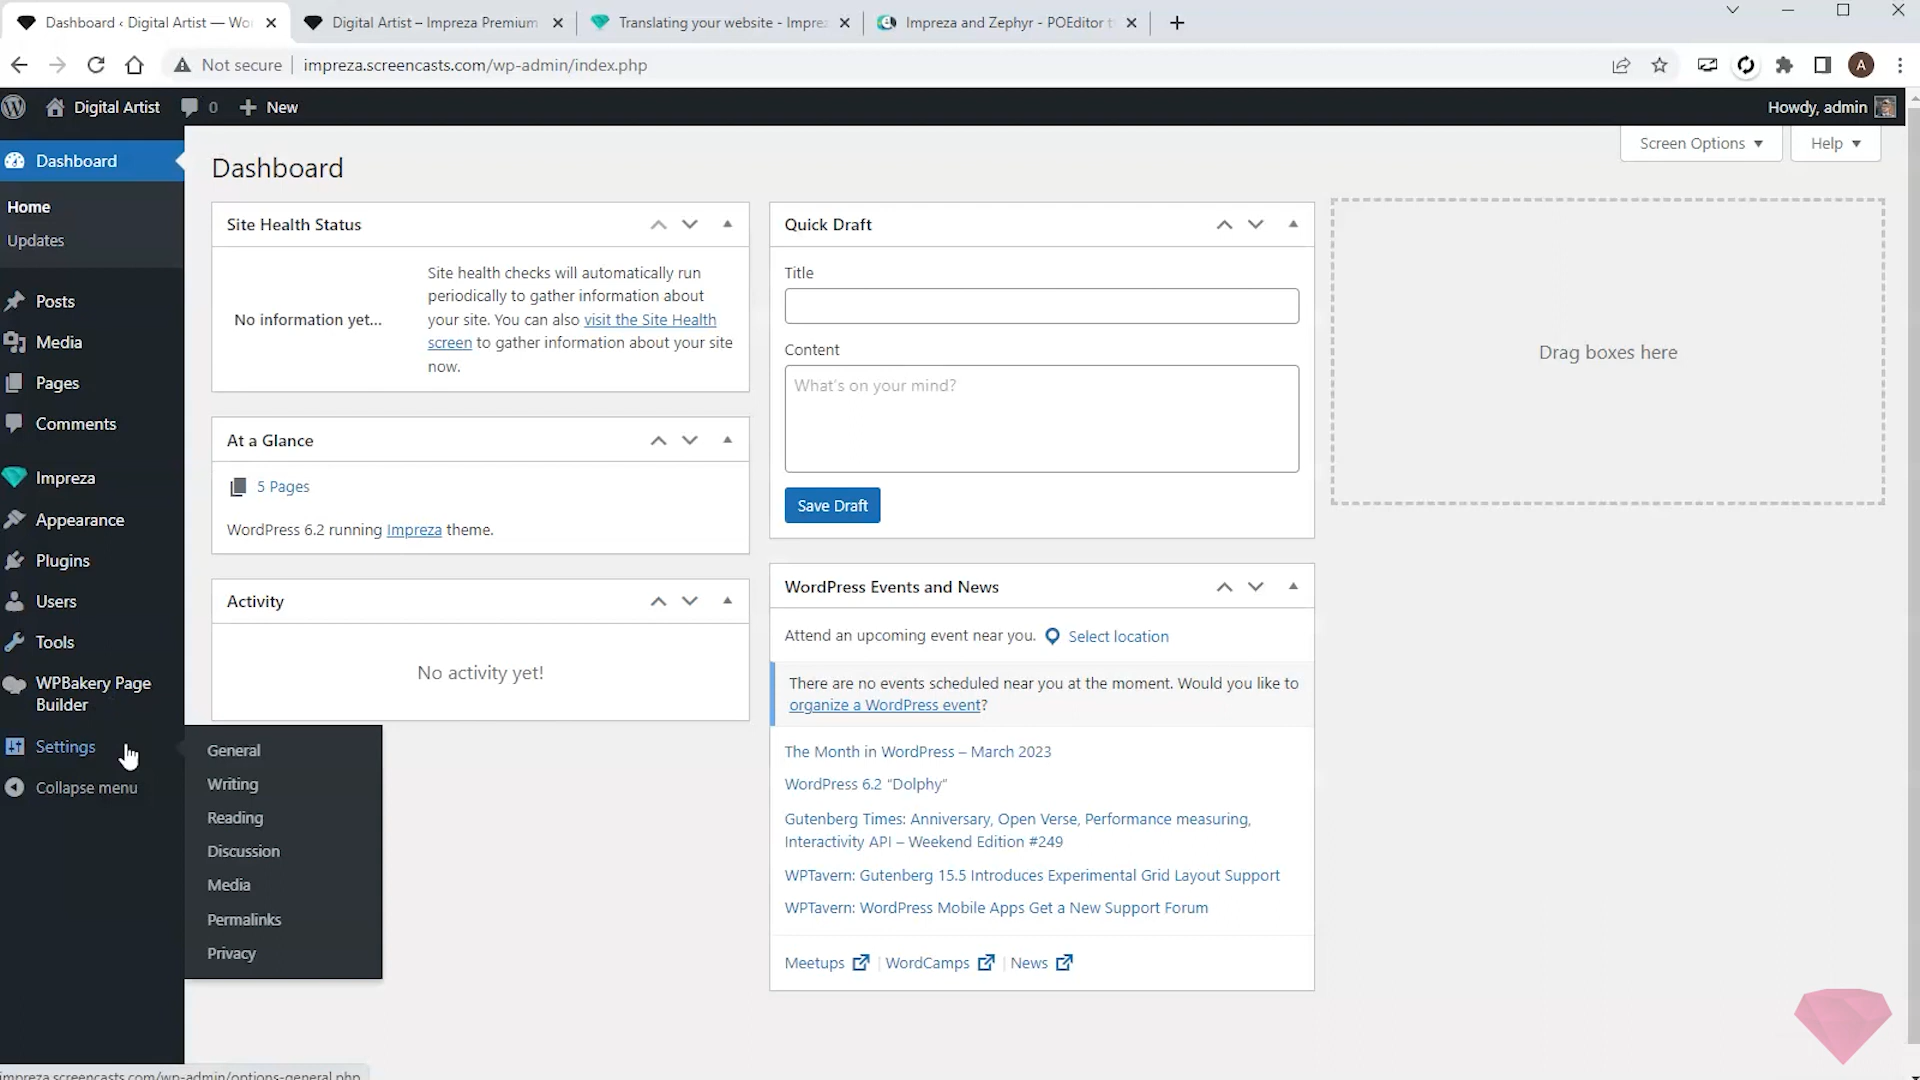 Dashboard ‹ Digital Artist — Wo
Digital Artist – Impreza Premium
Translating your website - Imprez
Impreza and Zephyr - POEditor t
Not secure
impreza.screencasts.com/wp-admin/index.php
A
Digital Artist
0
New
Howdy, admin
Dashboard
Home
Updates
Posts
Media
Pages
Comments
Impreza
Appearance
Plugins
Users
Tools
WPBakery Page
Builder
Settings
Collapse menu
General
Writing
Reading
Discussion
Media
Permalinks
Privacy
Screen Options
Help
Dashboard
Site Health Status
No information yet...
Site health checks will automatically run
periodically to gather information about
your site. You can also visit the Site Health
screen to gather information about your site
now.
At a Glance
5 Pages
WordPress 6.2 running Impreza theme.
Activity
No activity yet!
Quick Draft
Title
Content
What's on your mind?
Save Draft
WordPress Events and News
Attend an upcoming event near you.
Select location
There are no events scheduled near you at the moment. Would you like to
organize a WordPress event?
The Month in WordPress – March 2023
WordPress 6.2 “Dolphy”
Gutenberg Times: Anniversary, Open Verse, Performance measuring,
Interactivity API – Weekend Edition #249
WPTavern: Gutenberg 15.5 Introduces Experimental Grid Layout Support
WPTavern: WordPress Mobile Apps Get a New Support Forum
Meetups
WordCamps
News
Drag boxes here
impreza.screencasts.com/wp-admin/options-general.php